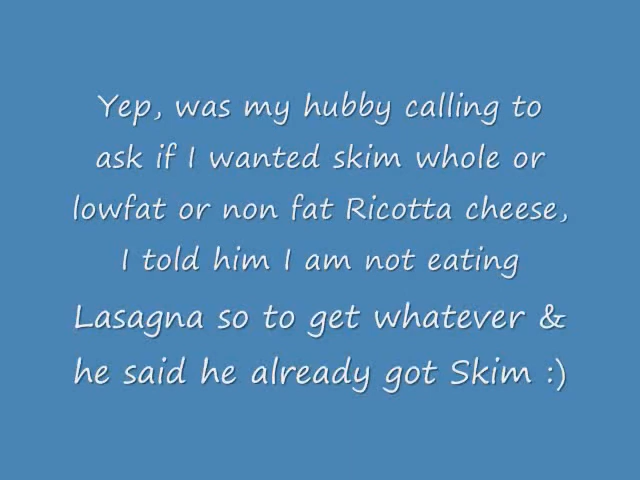 Yep, was my hubby calling to
ask if I wanted skim whole or
lowfat or non fat Ricotta cheese,
I told him I am not eating
Lasagna so to get whatever &
he said he already got Skim :)